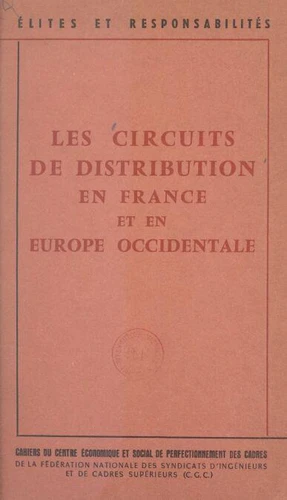 ÉLITES ET RESPONSABILITÉS
LES CIRCUITS
DE DISTRIBUTION
EN FRANCE
ET EN
EUROPE OCCIDENTALE
CAHIERS DU CENTRE ÉCONOMIQUE ET SOCIAL DE PERFECTIONNEMENT DES CADRES
DE LA FÉDÉRATION NATIONALE DES SYNDICATS D'INGÉNIEURS
ET DE CADRES SUPÉRIEURS (C.G.C.)